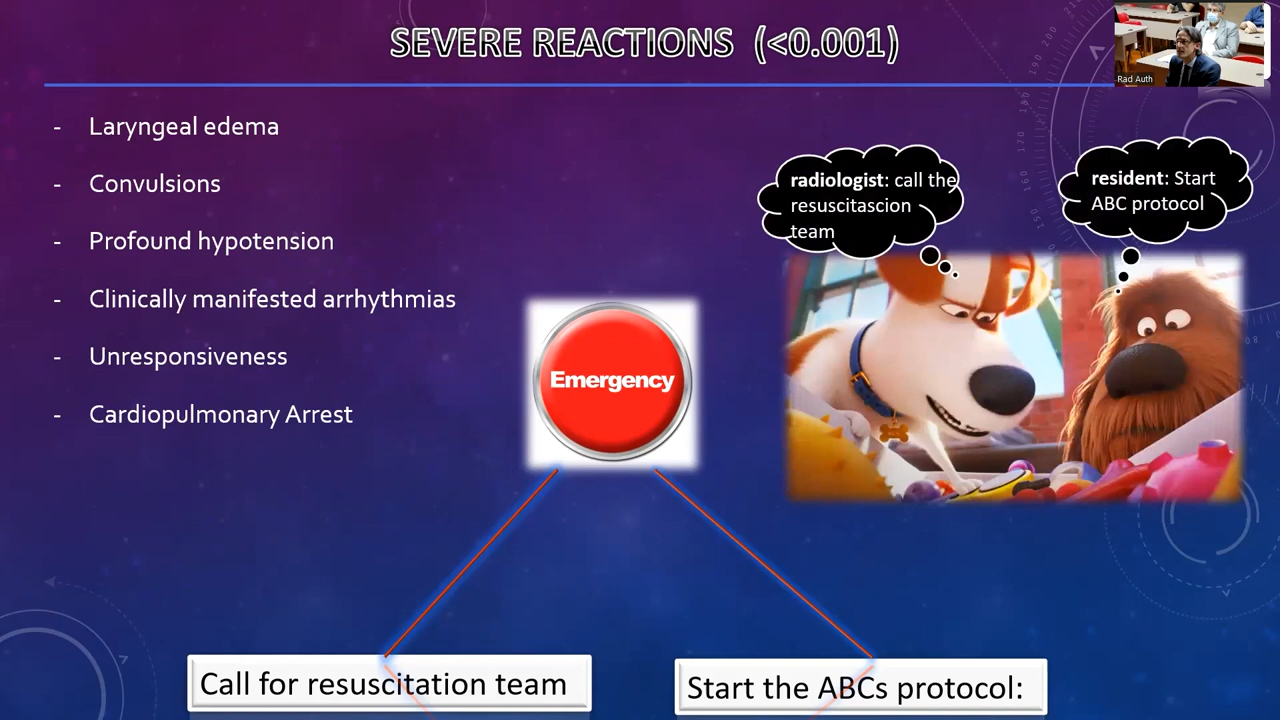 SEVERE REACTIONS (<0.001)
Rad Auth
- Laryngeal edema
- Convulsions
- Profound hypotension
- Clinically manifested arrhythmias
- Unresponsiveness
- Cardiopulmonary Arrest
radiologist: call the
resuscitascion
team
resident: Start
ABC protocol
Emergency
Call for resuscitation team
Start the ABCs protocol: